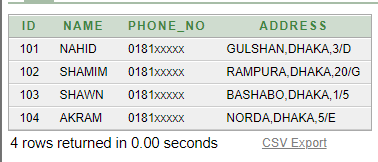 ID NAME PHONE_NO ADDRESS
101 NAHID 0181xxxxx GULSHAN,DHAKA,3/D
102 SHAMIM 0181xxxxx RAMPURA,DHAKA,20/G
103 SHAWN 0181xxxxx BASHABO,DHAKA,1/5
104 AKRAM 0181xxxxx NORDA,DHAKA,5/E
4 rows returned in 0.00 seconds CSV Export